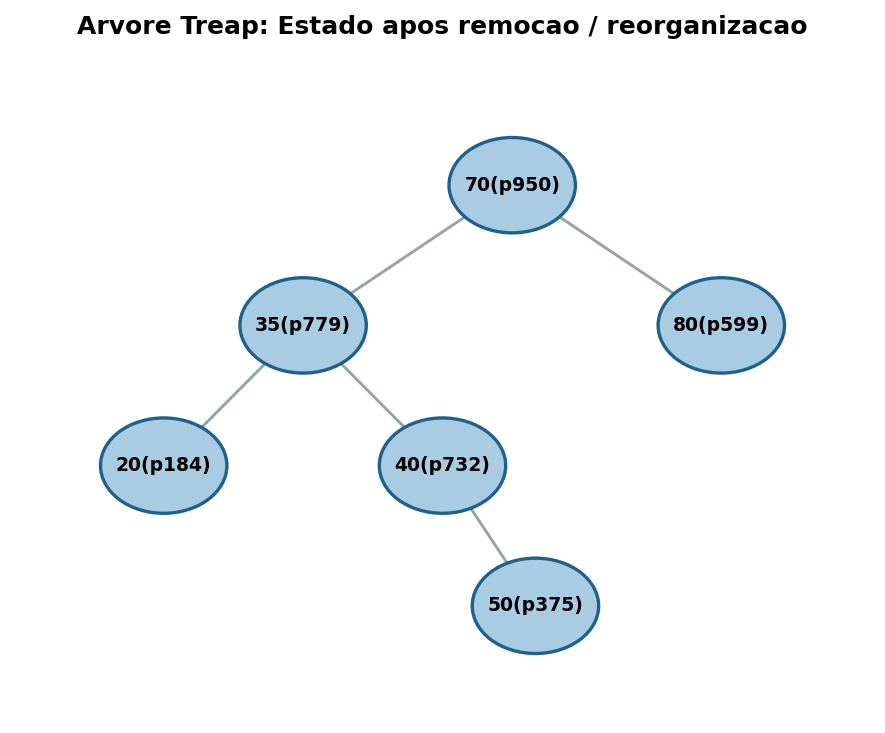 Arvore Treap: Estado apos remocao / reorganizacao
70(p950)
35(p779)
80(p599)
20(p184)
40(p732)
50(p375)